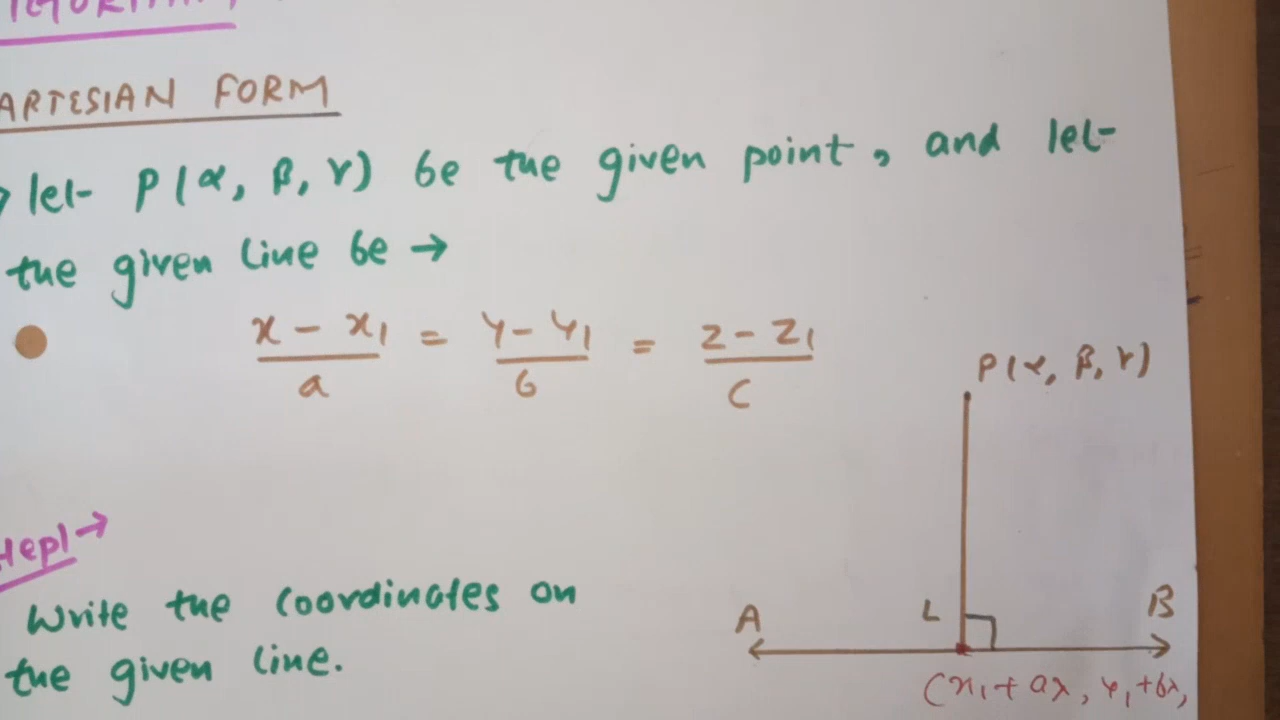 ARTESIAN FORM
let P(α, β, γ) be the given point, and let
the given line be →
x - x₁ / a = y - y₁ / b = z - z₁ / c
P(α, β, γ)
Step1 →
Write the coordinates on
the given line.
A L B
(x₁ + aλ, y₁ + bλ,